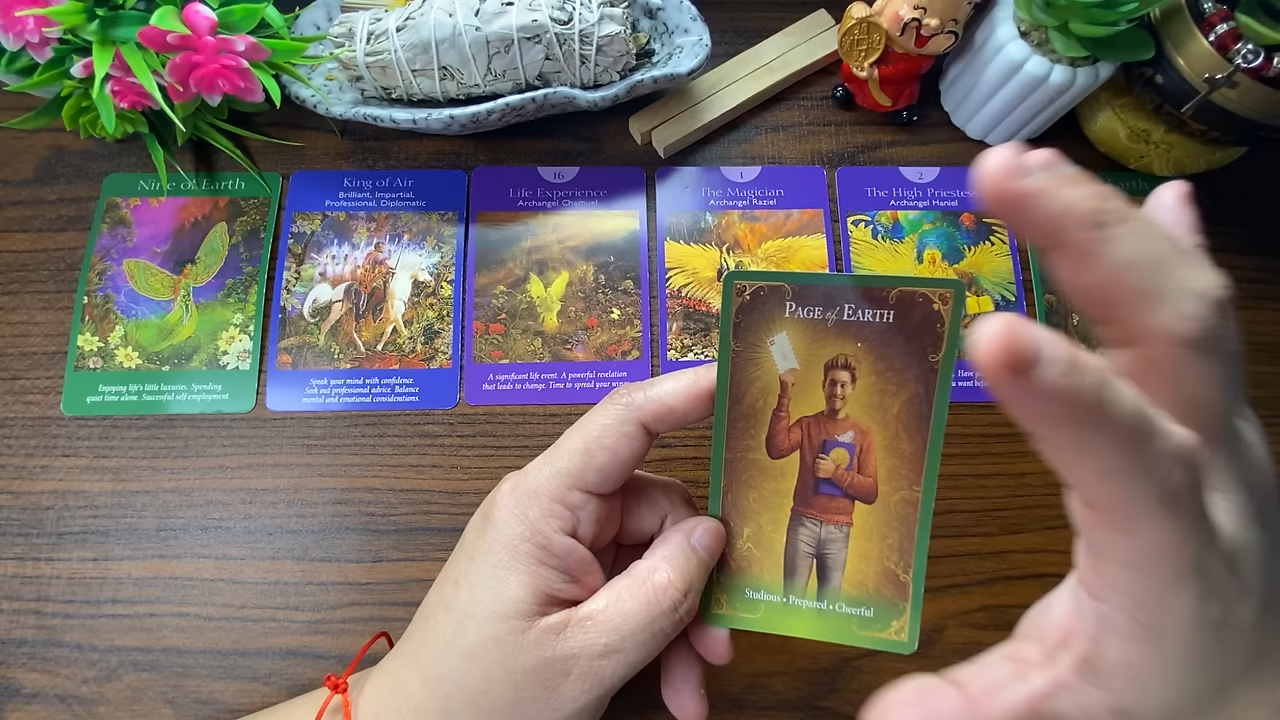 Nine of Earth
Enjoying life's little luxuries. Spending
quiet time alone. Successful self-employment.
King of Air
Brilliant, Impartial,
Professional, Diplomatic
Speak your mind with confidence.
Seek out professional advice. Balance
mental and emotional considerations.
16
Life Experience
Archangel Chamuel
A significant life event. A powerful revelation
that leads to change. Time to spread your wings
1
The Magician
Archangel Raziel
2
The High Priestess
Archangel Haniel
PAGE of EARTH
Studious • Prepared • Cheerful